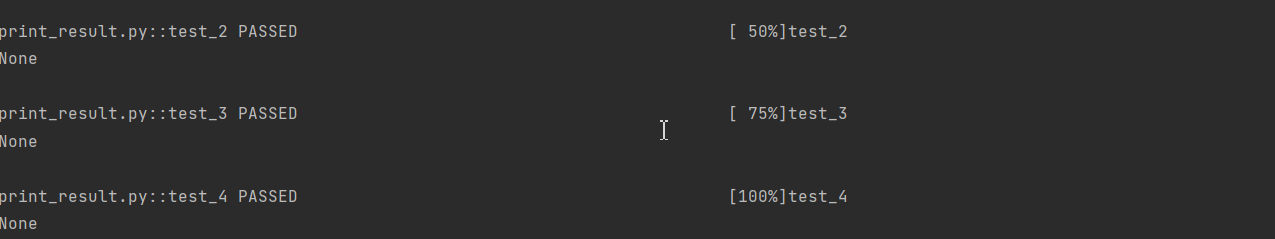 print_result.py::test_2 PASSED [ 50%]test_2
None
print_result.py::test_3 PASSED [ 75%]test_3
None
print_result.py::test_4 PASSED [100%]test_4
None